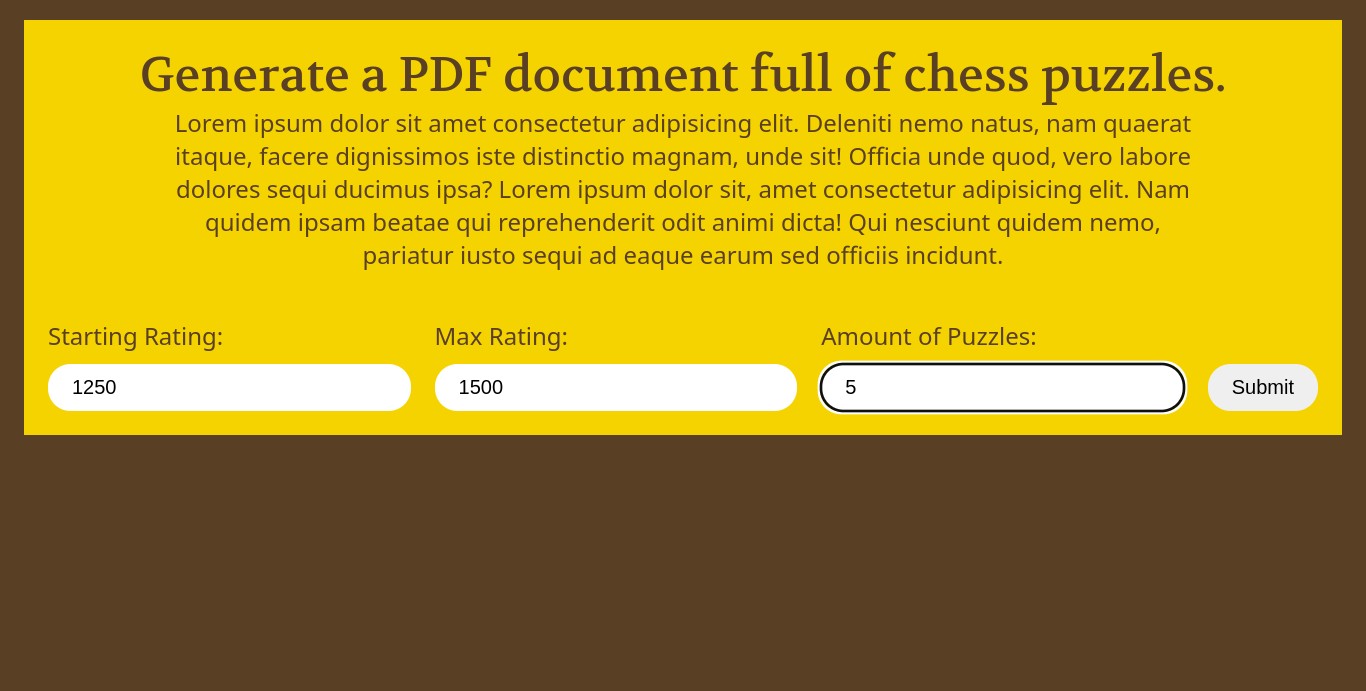 Generate a PDF document full of chess puzzles.
Lorem ipsum dolor sit amet consectetur adipisicing elit. Deleniti nemo natus, nam quaerat
itaque, facere dignissimos iste distinctio magnam, unde sit! Officia unde quod, vero labore
dolores sequi ducimus ipsa? Lorem ipsum dolor sit, amet consectetur adipisicing elit. Nam
quidem ipsam beatae qui reprehenderit odit animi dicta! Qui nesciunt quidem nemo,
pariatur iusto sequi ad eaque earum sed officiis incidunt.
Starting Rating:
1250
Max Rating:
1500
Amount of Puzzles:
5
Submit